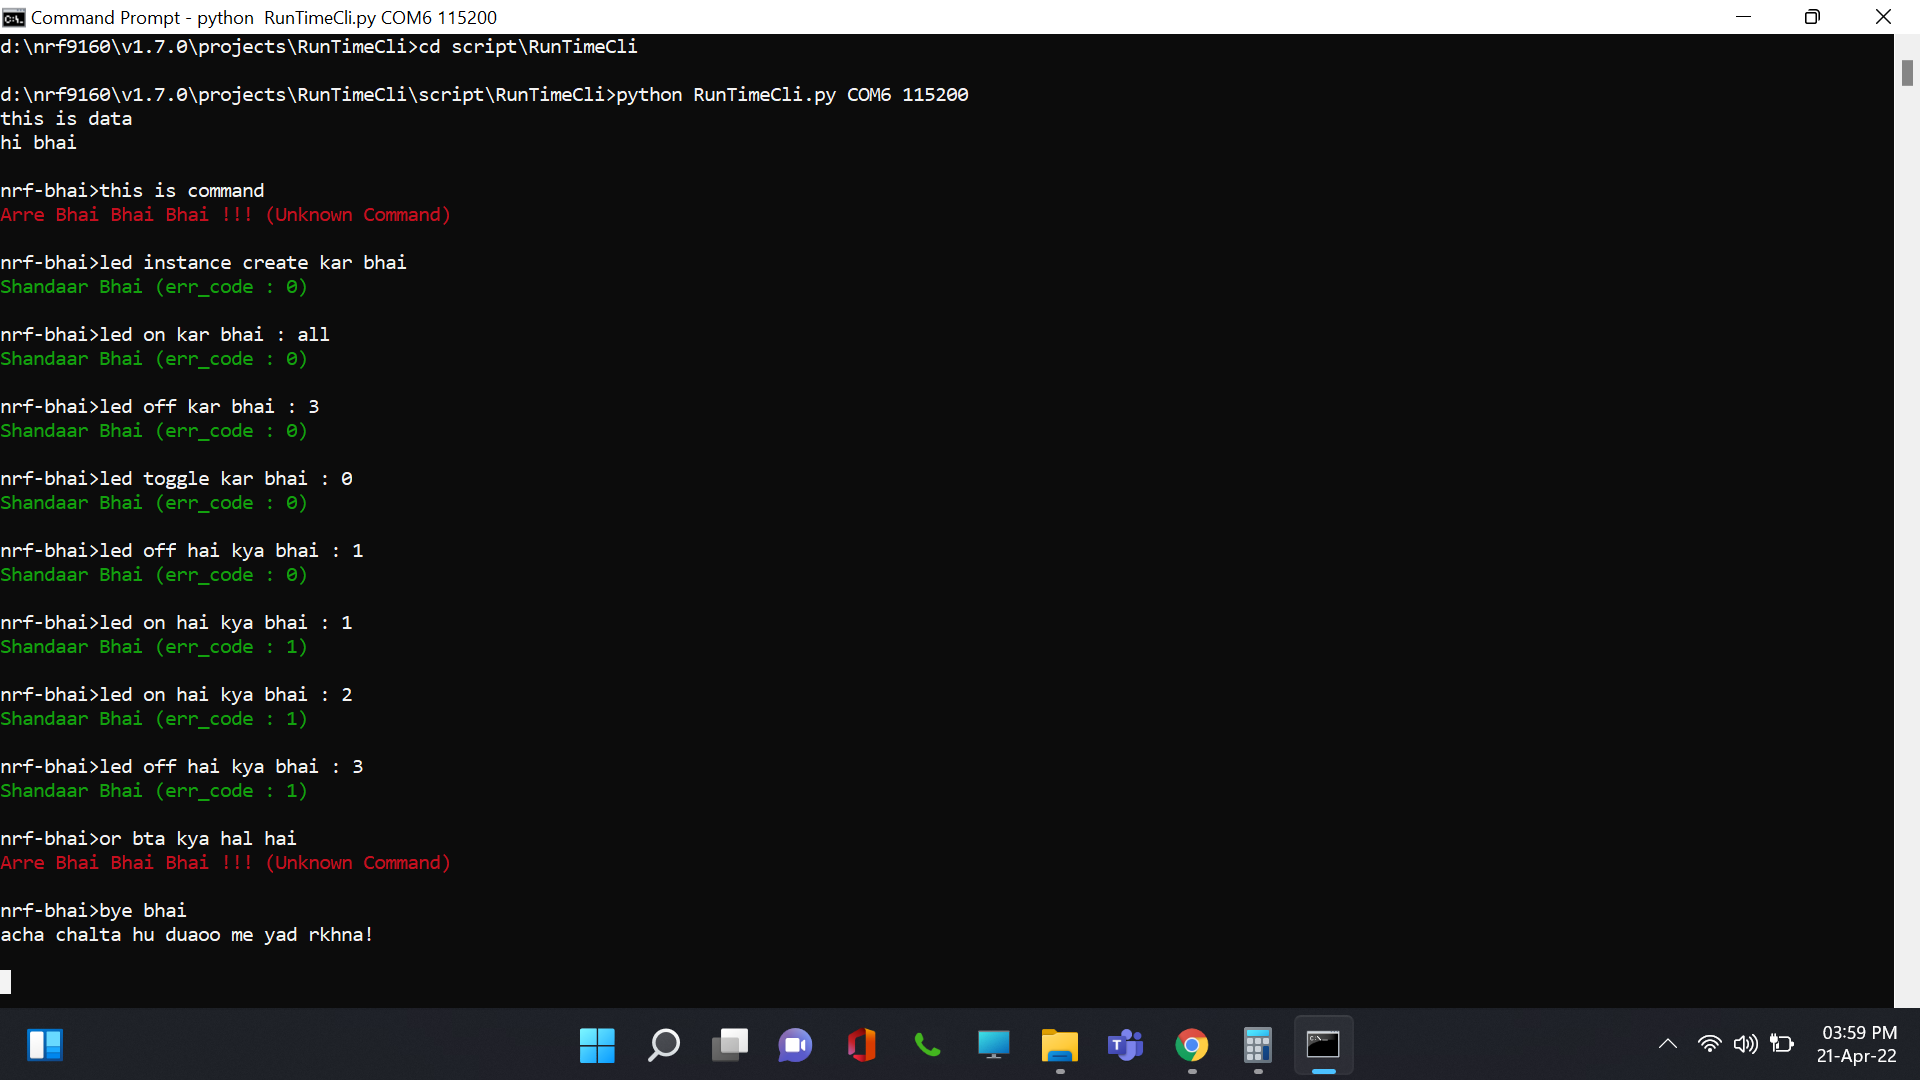 Command Prompt - python  RunTimeCli.py COM6 115200
d:\nrf9160\v1.7.0\projects\RunTimeCli>cd script\RunTimeCli
d:\nrf9160\v1.7.0\projects\RunTimeCli\script\RunTimeCli>python RunTimeCli.py COM6 115200
this is data
hi bhai
nrf-bhai>this is command
Arre Bhai Bhai Bhai !!! (Unknown Command)
nrf-bhai>led instance create kar bhai
Shandaar Bhai (err_code : 0)
nrf-bhai>led on kar bhai : all
Shandaar Bhai (err_code : 0)
nrf-bhai>led off kar bhai : 3
Shandaar Bhai (err_code : 0)
nrf-bhai>led toggle kar bhai : 0
Shandaar Bhai (err_code : 0)
nrf-bhai>led off hai kya bhai : 1
Shandaar Bhai (err_code : 0)
nrf-bhai>led on hai kya bhai : 1
Shandaar Bhai (err_code : 1)
nrf-bhai>led on hai kya bhai : 2
Shandaar Bhai (err_code : 1)
nrf-bhai>led off hai kya bhai : 3
Shandaar Bhai (err_code : 1)
nrf-bhai>or bta kya hal hai
Arre Bhai Bhai Bhai !!! (Unknown Command)
nrf-bhai>bye bhai
acha chalta hu duaoo me yad rkhna!
03:59 PM
21-Apr-22